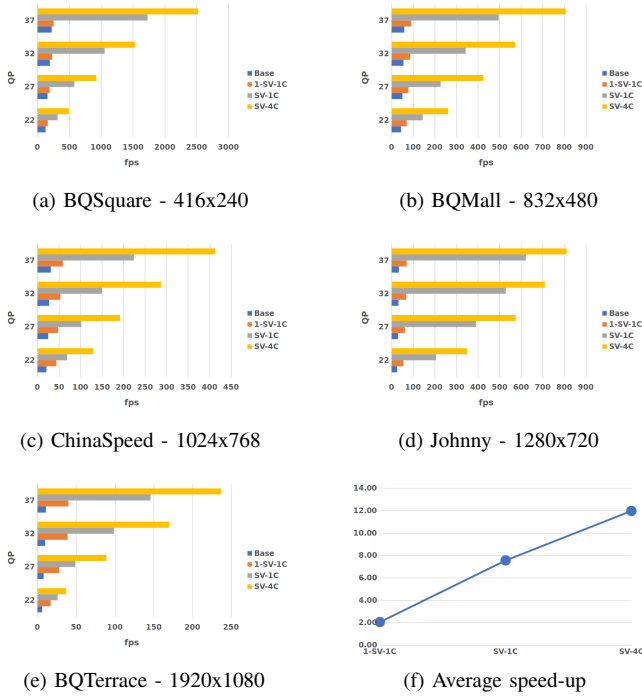 37
32
27
22
QP
0 500 1000 1500 2000 2500 3000
fps
Base
1-SV-1C
SV-1C
SV-4C
(a) BQSquare - 416x240
37
32
27
22
QP
0 100 200 300 400 500 600 700 800 900
fps
Base
1-SV-1C
SV-1C
SV-4C
(b) BQMall - 832x480
37
32
27
22
QP
0 50 100 150 200 250 300 350 400 450
fps
Base
1-SV-1C
SV-1C
SV-4C
(c) ChinaSpeed - 1024x768
37
32
27
22
QP
0 100 200 300 400 500 600 700 800 900
fps
Base
1-SV-1C
SV-1C
SV-4C
(d) Johnny - 1280x720
37
32
27
22
QP
0 50 100 150 200 250
fps
Base
1-SV-1C
SV-1C
SV-4C
(e) BQTerrace - 1920x1080
14.00
12.00
10.00
8.00
6.00
4.00
2.00
0.00
1-SV-1C SV-1C SV-4C
(f) Average speed-up